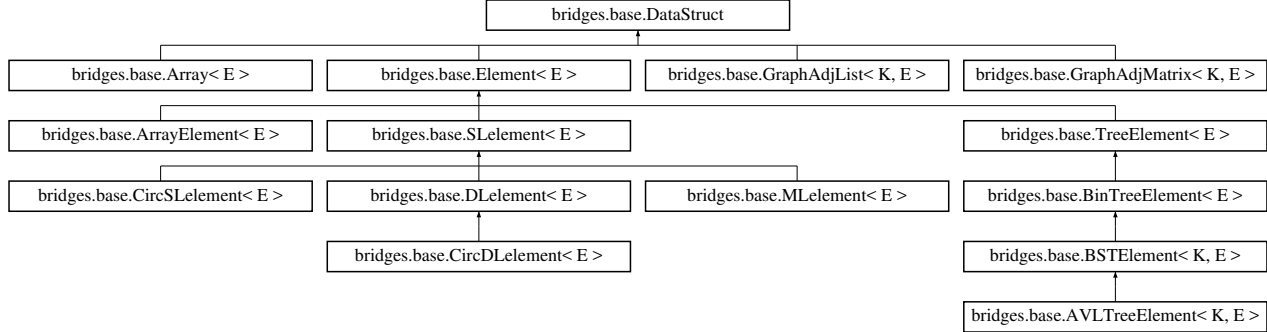 bridges.base.DataStruct
bridges.base.Array< E >
bridges.base.Element< E >
bridges.base.GraphAdjList< K, E >
bridges.base.GraphAdjMatrix< K, E >
bridges.base.ArrayElement< E >
bridges.base.SLelement< E >
bridges.base.TreeElement< E >
bridges.base.CircSLelement< E >
bridges.base.DLelement< E >
bridges.base.MLelement< E >
bridges.base.BinTreeElement< E >
bridges.base.CircDLelement< E >
bridges.base.BSTElement< K, E >
bridges.base.AVLTreeElement< K, E >